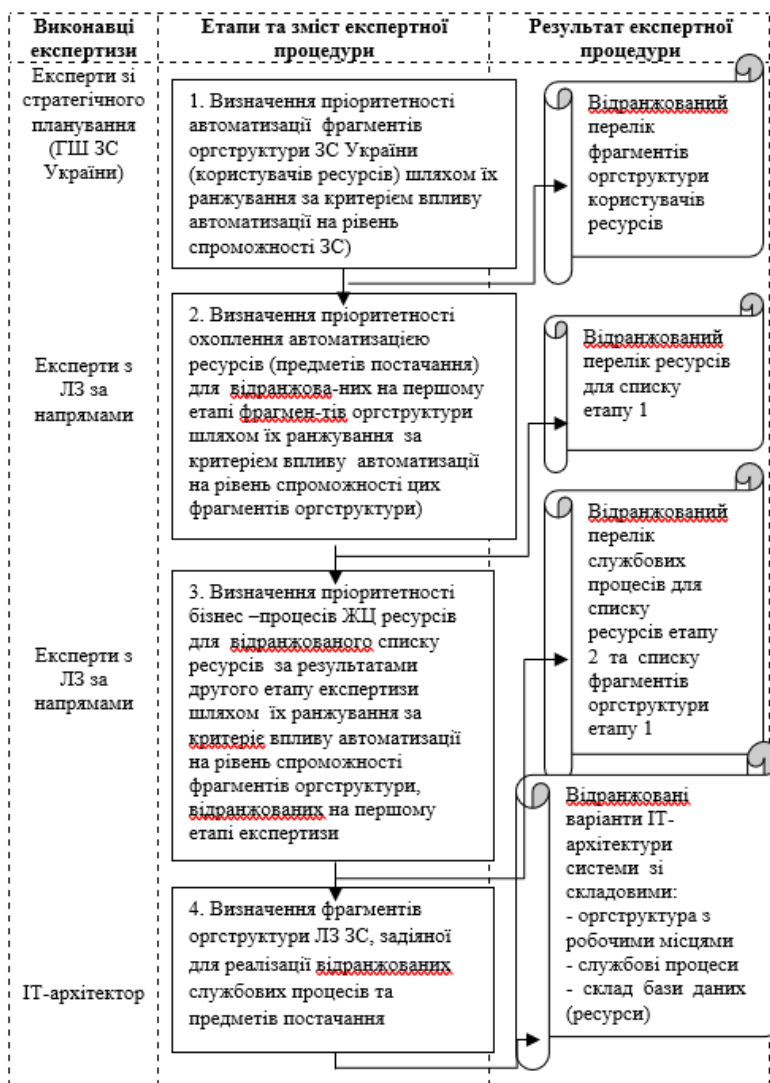 Виконавці
експертизи
Етапи та зміст експертної
процедури
Результат експертної
процедури
Експерти зі
стратегічного
планування
(ГШ ЗС
України)
1. Визначення пріоритетності
автоматизації фрагментів
оргструктури ЗС України
(користувачів ресурсів) шляхом їх
ранжування за критерієм впливу
автоматизації на рівень
спроможності ЗС)
Відранжований
перелік
фрагментів
оргструктури
користувачів
ресурсів
Експерти з
ЛЗ за
напрямами
2. Визначення пріоритетності
охоплення автоматизацією
ресурсів (предметів постачання)
для відранжова-них на першому
етапі фрагмен-тів оргструктури
шляхом їх ранжування за
критерієм впливу автоматизації
на рівень спроможності цих
фрагментів оргструктури)
Відранжований
перелік ресурсів
для списку
етапу 1
Експерти з
ЛЗ за
напрямами
3. Визначення пріоритетності
бізнес –процесів ЖЦ ресурсів
для відранжованого списку
ресурсів за результатами
другого етапу експертизи
шляхом їх ранжування за
критеріє впливу автоматизації
на рівень спроможності
фрагментів оргструктури,
відранжованих на першому
етапі експертизи
Відранжований
перелік
службових
процесів для
списку
ресурсів етапу
2 та списку
фрагментів
оргструктури
етапу 1
ІТ-архітектор
4. Визначення фрагментів
оргструктури ЛЗ ЗС, задіяної
для реалізації відранжованих
службових процесів та
предметів постачання
Відранжовані
варіанти ІТ-
архітектури
системи зі
складовими:
- оргструктура з
робочими місцями
- службові процеси
- склад бази даних
(ресурси)